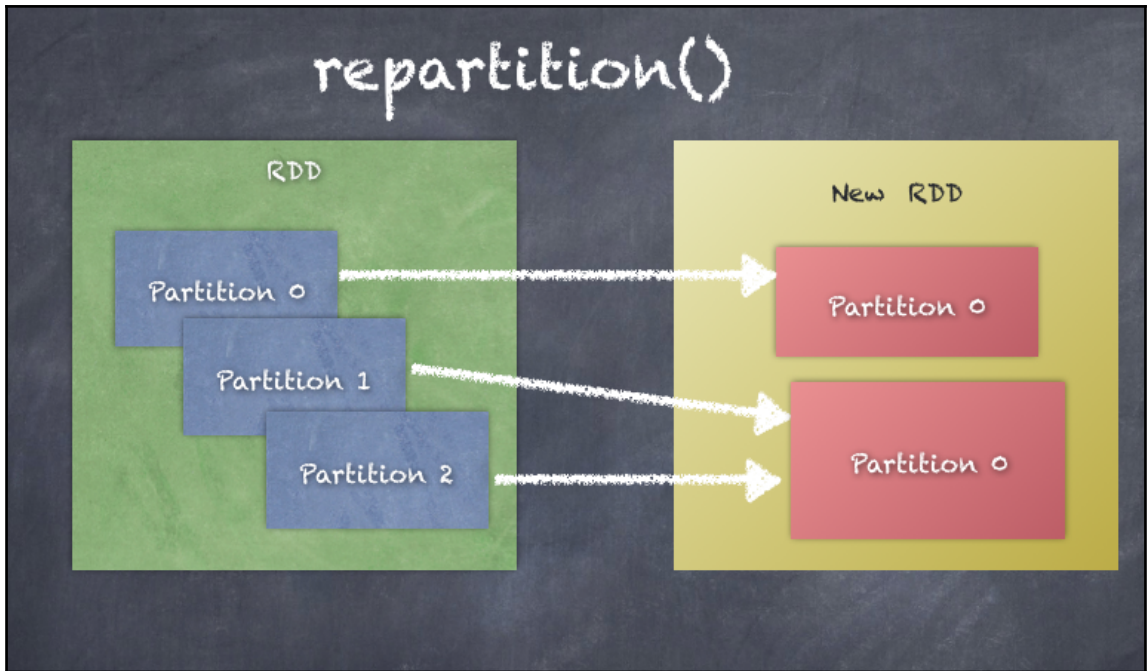 repartition()
RDD
New RDD
Partition 0
Partition 0
Partition 1
Partition 2
Partition 0